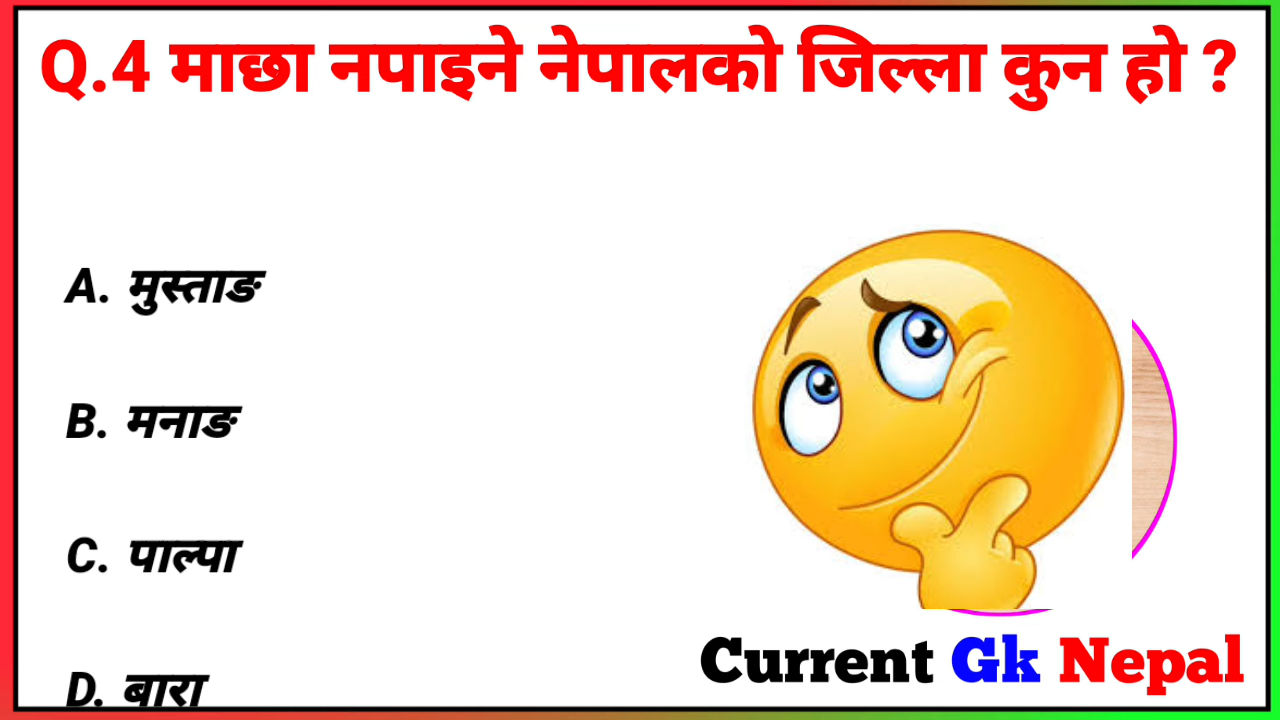 Q.4 माछा नपाइने नेपालको जिल्ला कुन हो ?
A. मुस्ताङ
B. मनाङ
C. पाल्पा
D. बारा
Current Gk Nepal